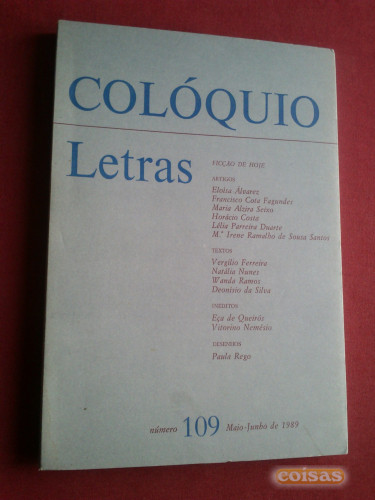 COLÓQUIO
Letras
FICÇÃO DE HOJE
ARTIGOS
Eloísa Álvarez
Francisco Cota Fagundes
Maria Alzira Seixo
Horácio Costa
Lélia Parreira Duarte
M.ª Irene Ramalho de Sousa Santos
TEXTOS
Vergílio Ferreira
Natália Nunes
Wanda Ramos
Deonísio da Silva
INÉDITOS
Eça de Queirós
Vitorino Nemésio
DESENHOS
Paula Rego
número 109 Maio-Junho de 1989
coisas